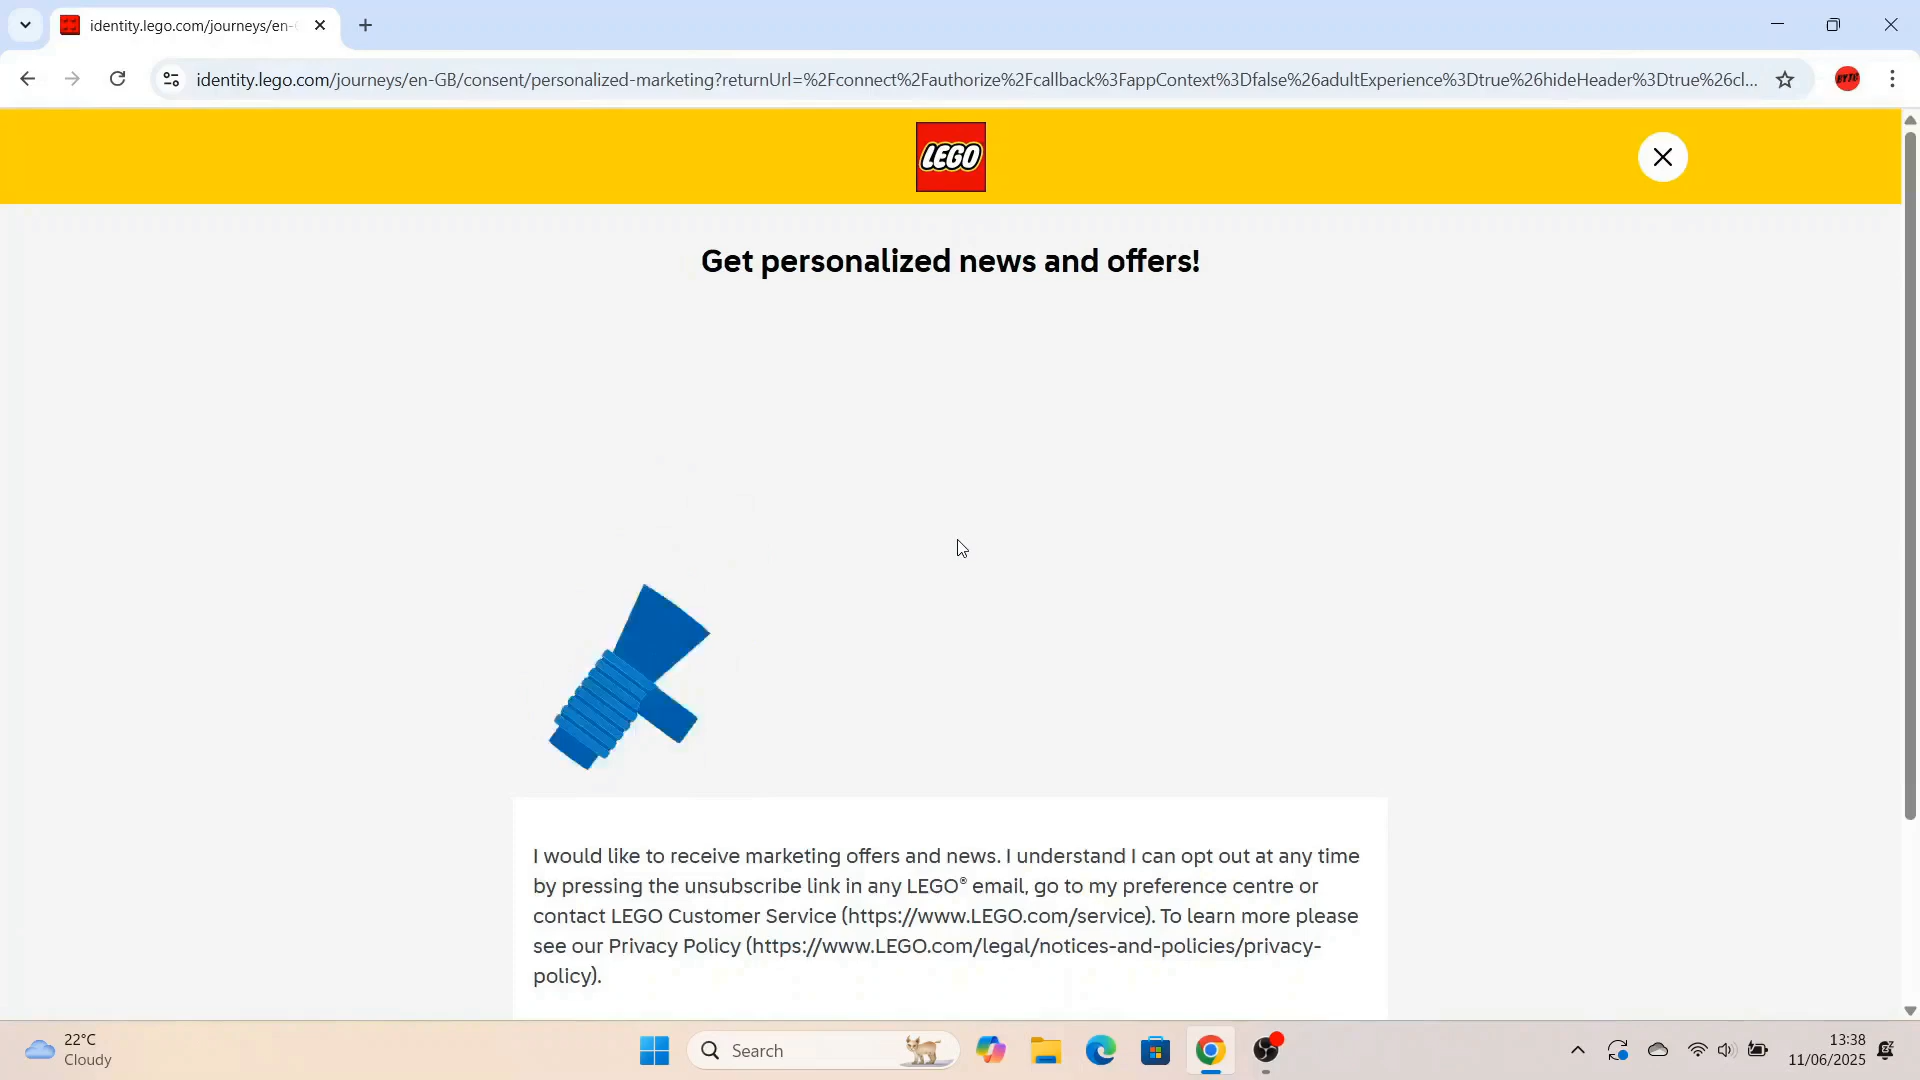 identity.lego.com/journeys/en-
identity.lego.com/journeys/en-GB/consent/personalized-marketing?returnUrl=%2Fconnect%2Fauthorize%2Fcallback%3FappContext%3Dfalse%26adultExperience%3Dtrue%26hideHeader%3Dtrue%26cl...
LEGO
Get personalized news and offers!
I would like to receive marketing offers and news. I understand I can opt out at any time
by pressing the unsubscribe link in any LEGO® email, go to my preference centre or
contact LEGO Customer Service (https://www.LEGO.com/service). To learn more please
see our Privacy Policy (https://www.LEGO.com/legal/notices-and-policies/privacy-
policy).
22°C
Cloudy
Search
13:38
11/06/2025